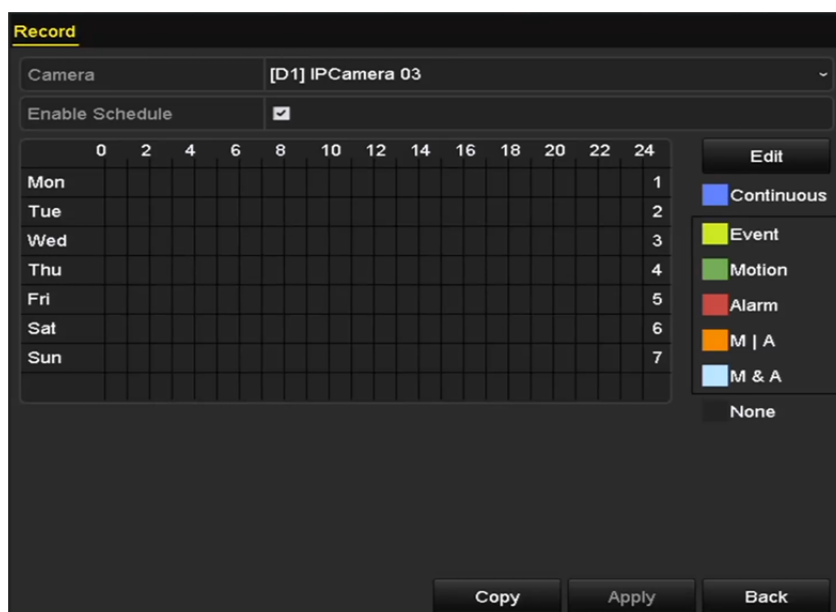 Record
Camera [D1] IPCamera 03
Enable Schedule
0 2 4 6 8 10 12 14 16 18 20 22 24
Edit
Mon 1
Continuous
Tue 2
Wed 3
Event
Thu 4
Motion
Fri 5
Alarm
Sat 6
M | A
Sun 7
M & A
None
Copy Apply Back